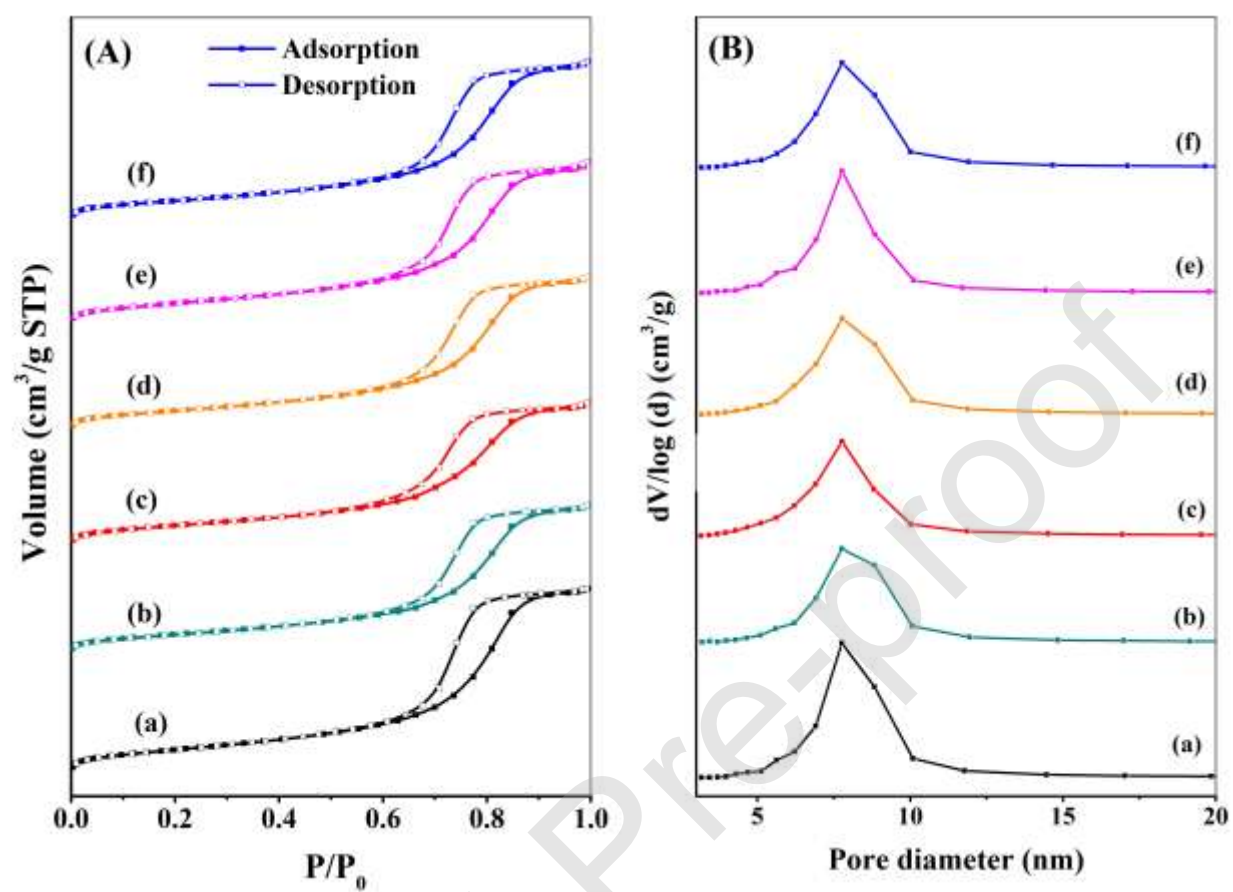 (A)
Adsorption
Desorption
(f)
(e)
(d)
(c)
(b)
(a)
Volume (cm³/g STP)
0.0 0.2 0.4 0.6 0.8 1.0
P/P₀
(B)
(f)
(e)
(d)
(c)
(b)
(a)
dV/log (d) (cm³/g)
5 10 15 20
Pore diameter (nm)
Pre-proof